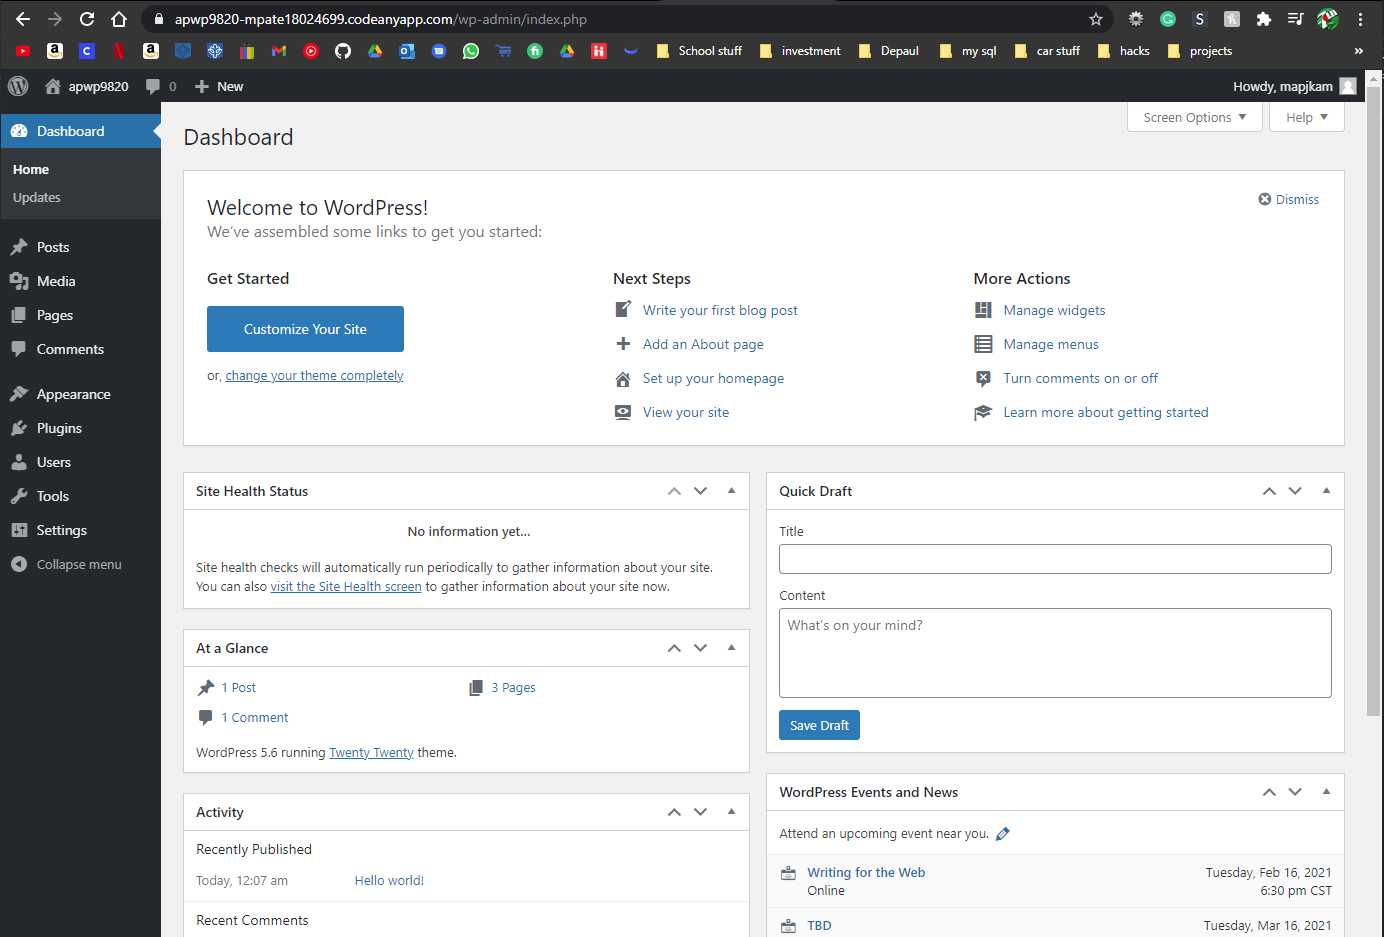 apwp9820-mpate18024699.codeanyapp.com/wp-admin/index.php
School stuff investment Depaul my sql car stuff hacks projects »
apwp9820 0 New Howdy, mapjkam
Dashboard
Home
Updates
Posts
Media
Pages
Comments
Appearance
Plugins
Users
Tools
Settings
Collapse menu
Screen Options Help
Dashboard
Welcome to WordPress!
Dismiss
We've assembled some links to get you started:
Get Started
Customize Your Site
or, change your theme completely
Next Steps
Write your first blog post
Add an About page
Set up your homepage
View your site
More Actions
Manage widgets
Manage menus
Turn comments on or off
Learn more about getting started
Site Health Status
No information yet...
Site health checks will automatically run periodically to gather information about your site.
You can also visit the Site Health screen to gather information about your site now.
At a Glance
1 Post 3 Pages
1 Comment
WordPress 5.6 running Twenty Twenty theme.
Activity
Recently Published
Today, 12:07 am Hello world!
Recent Comments
Quick Draft
Title
Content
What's on your mind?
Save Draft
WordPress Events and News
Attend an upcoming event near you.
Writing for the Web Tuesday, Feb 16, 2021
Online 6:30 pm CST
TBD Tuesday, Mar 16, 2021